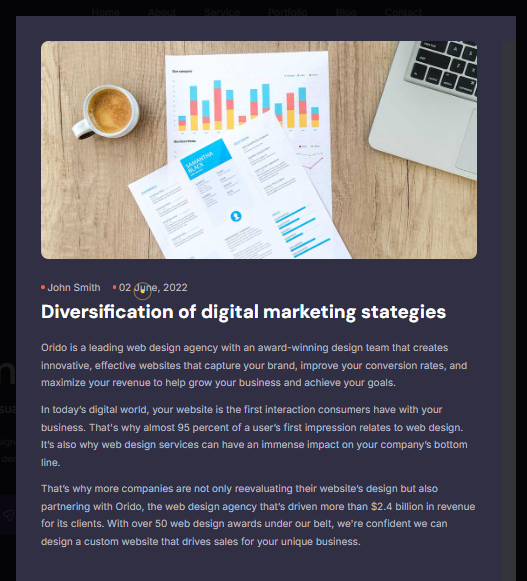 Home About Service Portfolio Blog Contact
SAMANTHA
BLACK
John Smith 02 June, 2022
Diversification of digital marketing stategies
Orido is a leading web design agency with an award-winning design team that creates
innovative, effective websites that capture your brand, improve your conversion rates, and
maximize your revenue to help grow your business and achieve your goals.
In today's digital world, your website is the first interaction consumers have with your
business. That's why almost 95 percent of a user's first impression relates to web design.
It's also why web design services can have an immense impact on your company's bottom
line.
That's why more companies are not only reevaluating their website's design but also
partnering with Orido, the web design agency that's driven more than $2.4 billion in revenue
for its clients. With over 50 web design awards under our belt, we're confident we can
design a custom website that drives sales for your unique business.